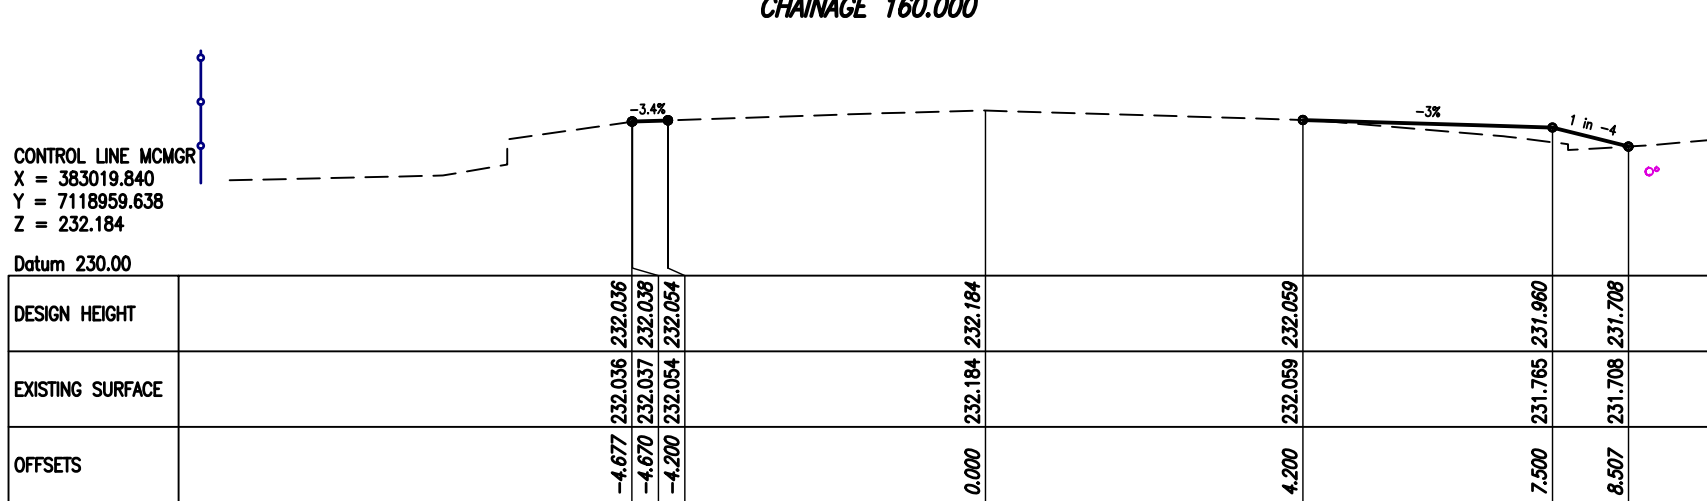 CHAINAGE 160.000
-3.4%
-3%
1 in -4
CONTROL LINE MCMGR
X = 383019.840
Y = 7118959.638
Z = 232.184
Datum 230.00
DESIGN HEIGHT 232.036 232.038 232.054 232.184 232.059 231.960 231.708
EXISTING SURFACE 232.036 232.037 232.054 232.184 232.059 231.765 231.708
OFFSETS -4.677 -4.670 -4.200 0.000 4.200 7.500 8.507